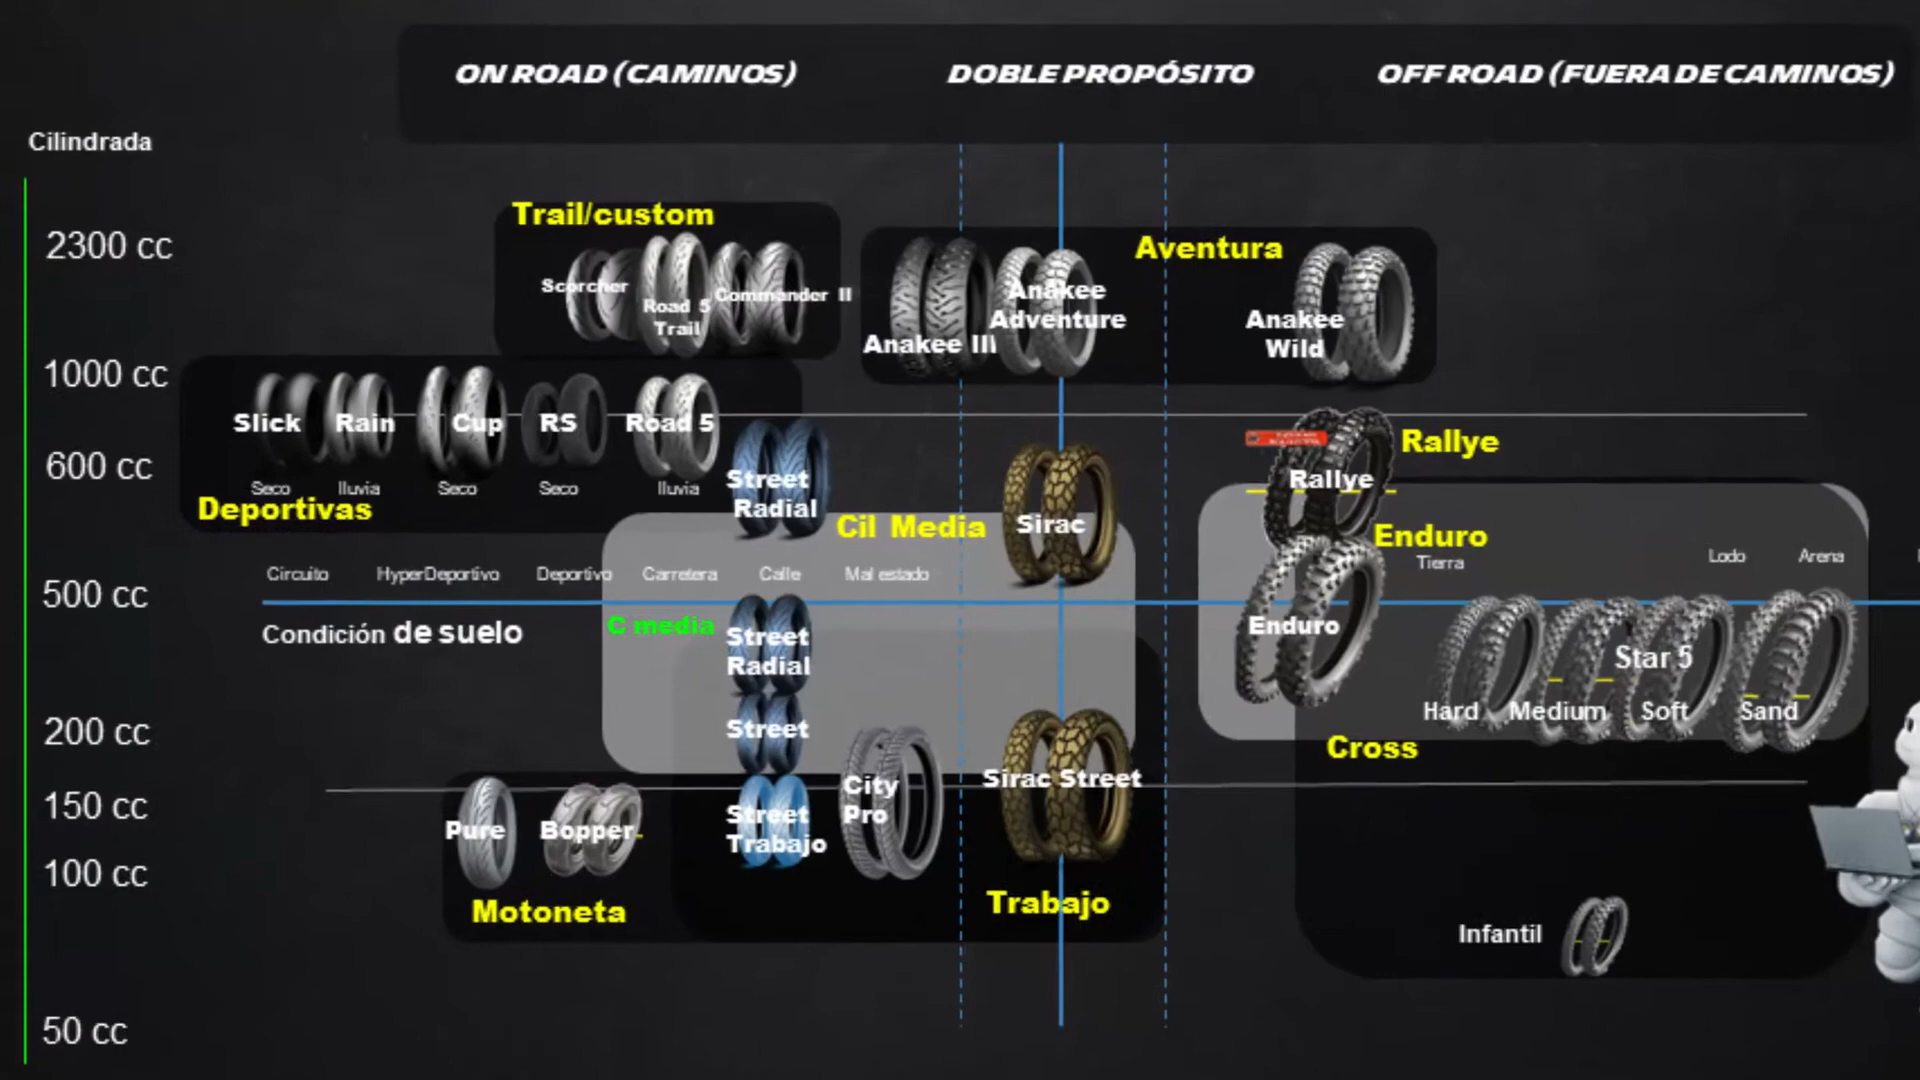 ON ROAD (CAMINOS)
DOBLE PROPÓSITO
OFF ROAD (FUERA DE CAMINOS)
Cilindrada
2300 cc
1000 cc
600 cc
500 cc
200 cc
150 cc
100 cc
50 cc
Trail/custom
Scorcher
Road 5
Trail
Commander II
Aventura
Anakee III
Anakee
Adventure
Anakee
Wild
Slick
Rain
Cup
RS
Road 5
Seco
lluvia
Seco
Seco
lluvia
Deportivas
Street
Radial
Cil Media
Sirac
Rallye
Rallye
Enduro
Tierra
Lodo
Arena
Circuito
HyperDeportivo
Deportivo
Carretera
Calle
Mal estado
Condición de suelo
C media
Street
Radial
Street
Enduro
Star 5
Hard
Medium
Soft
Sand
Cross
Pure
Bopper
Street
Trabajo
City
Pro
Sirac Street
Motoneta
Trabajo
Infantil